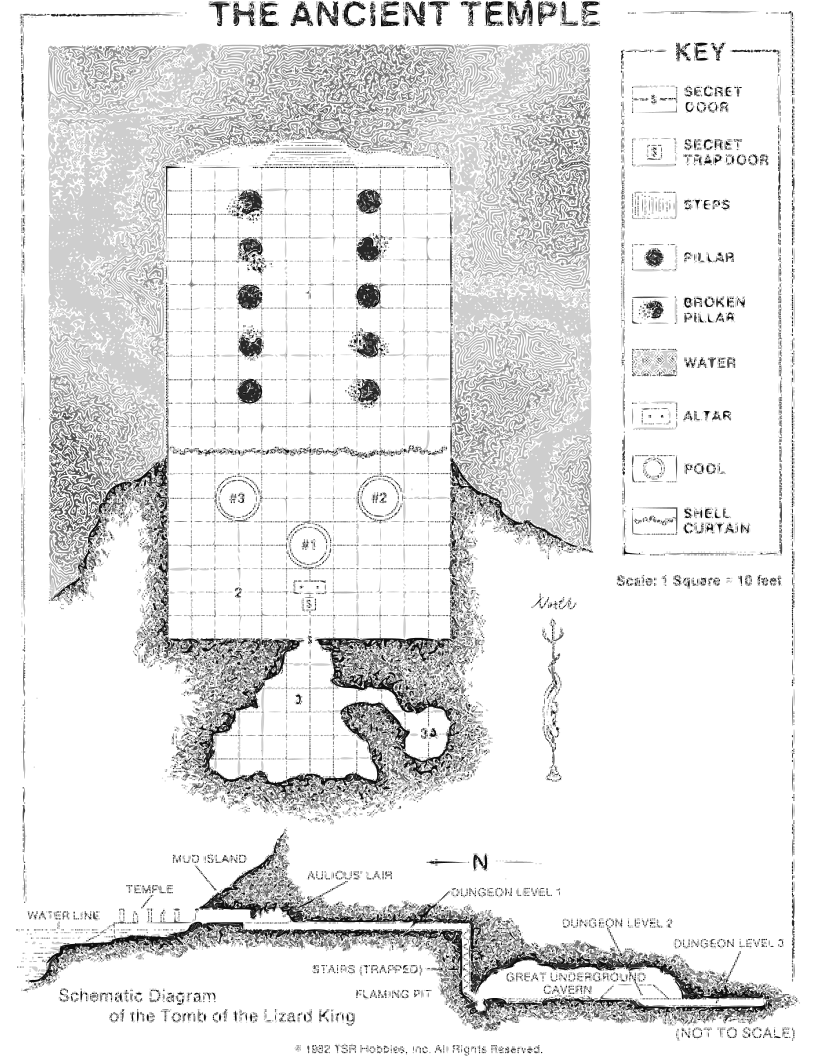 THE ANCIENT TEMPLE
KEY
S
SECRET
DOOR
S
SECRET
TRAPDOOR
STEPS
PILLAR
BROKEN
PILLAR
WATER
ALTAR
POOL
SHELL
CURTAIN
Scale: 1 Square = 10 feet
North
1
#3
#2
#1
2
S
S
3
3A
MUD ISLAND
N
AULICUS' LAIR
TEMPLE
DUNGEON LEVEL 1
WATER LINE
DUNGEON LEVEL 2
DUNGEON LEVEL 3
STAIRS (TRAPPED)
GREAT UNDERGROUND
CAVERN
FLAMING PIT
Schematic Diagram
of the Tomb of the Lizard King
(NOT TO SCALE)
© 1982 TSR Hobbies, Inc. All Rights Reserved.